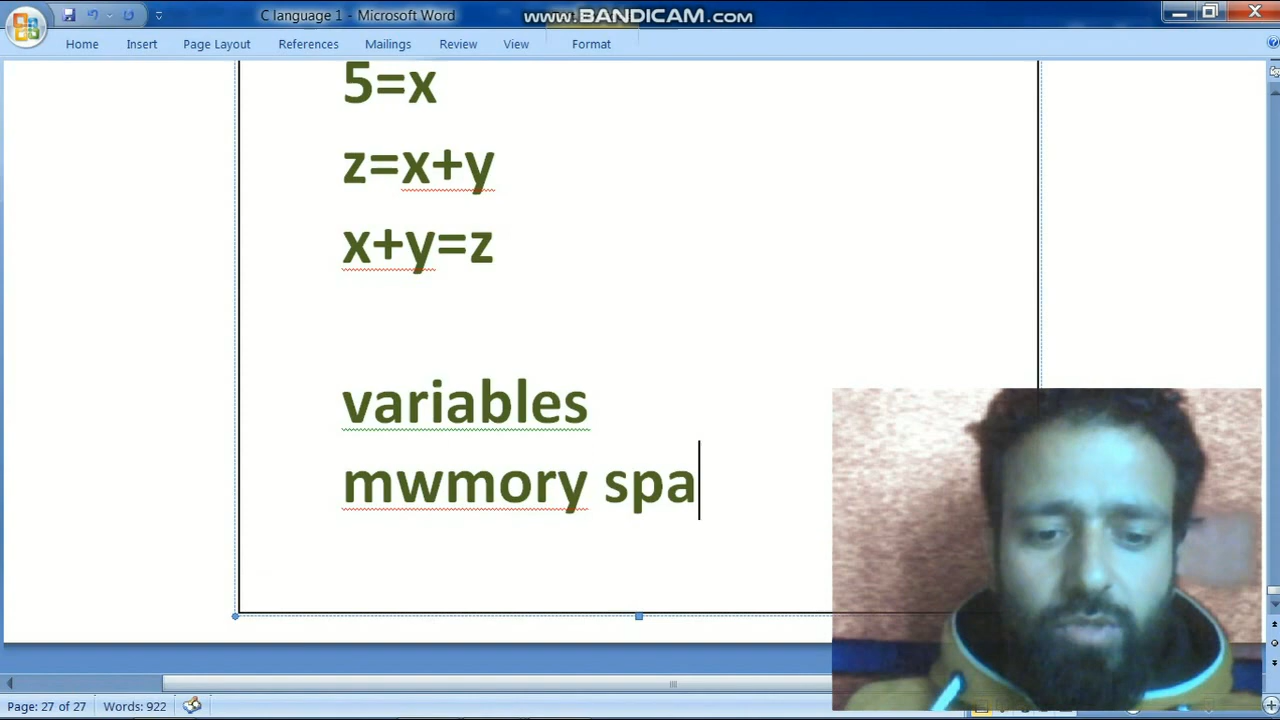 C language 1 - Microsoft Word
www.BANDICAM.com
Home Insert Page Layout References Mailings Review View Format
5=x
z=x+y
x+y=z
variables
mwmory spa
Page: 27 of 27 Words: 922